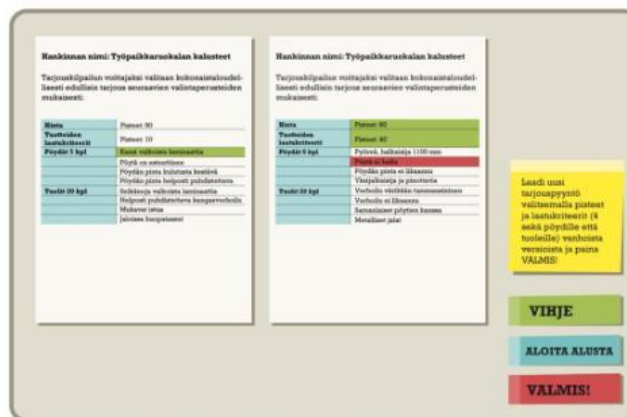 Hankinnan nimi: Työpaikkaruokalan kalusteet
Tarjouskilpailun voittajaksi valitaan kokonaistaloudel-
lisesti edullisin tarjous seuraavien valintaperusteiden
mukaisesti:
Hinta Pisteet: 90
Tuotteiden laatukriteerit Pisteet: 10
Pöydät 5 kpl Kansi valkoista laminaattia
Pöytä on
Pöydän pinta kulutusta kestävä
Pöydän pinta helposti puhdistettava
Tuolit 20 kpl valkoista laminaattia
Helposti puhdistettava kangasverhoilu
Mukavat istua
Jaloissa huopatassut
Hankinnan nimi: Työpaikkaruokalan kalusteet
Tarjouskilpailun voittajaksi valitaan kokonaistaloudel-
lisesti edullisin tarjous seuraavien valintaperusteiden
mukaisesti:
Hinta Pisteet: 60
Tuotteiden laatukriteerit Pisteet: 40
Pöydät 5 kpl Pyöreä, halkaisija 1100 mm
Pöytä ei
Pöydän pinta ei likaannu
Yksijalkaisia ja pinottavia
Tuolit 20 kpl Verhoilu väriltään tummansininen
Verhoilu ei likaannu
Samanlaiset pöytien kanssa
Metalliset jalat
Laadi uusi
tarjouspyyntö
valitsemalla pisteet
ja laatukriteerit (4
sekä pöydille että
tuoleille) vanhoista
versioista ja paina
VALMIS!
VIHJE
ALOITA ALUSTA
VALMIS!